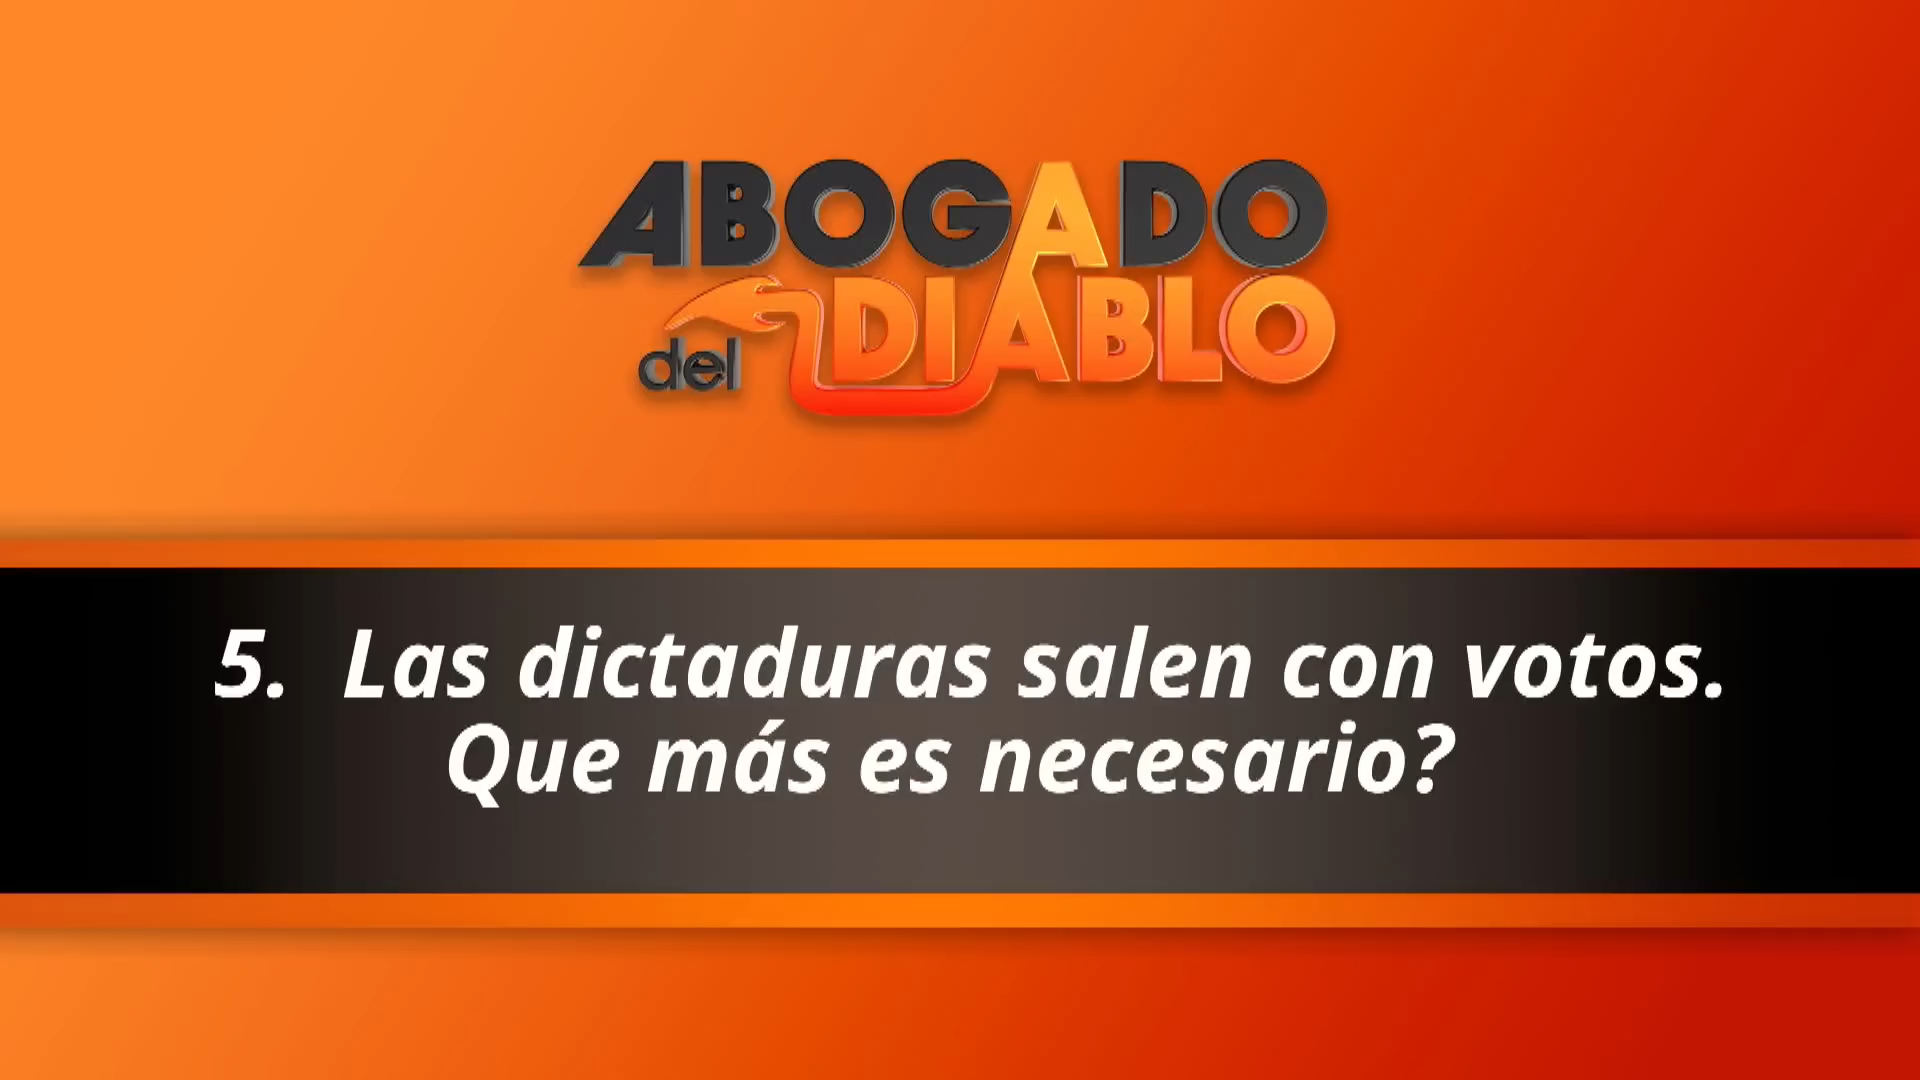 ABOGADO
del DIABLO
5. Las dictaduras salen con votos.
Que más es necesario?